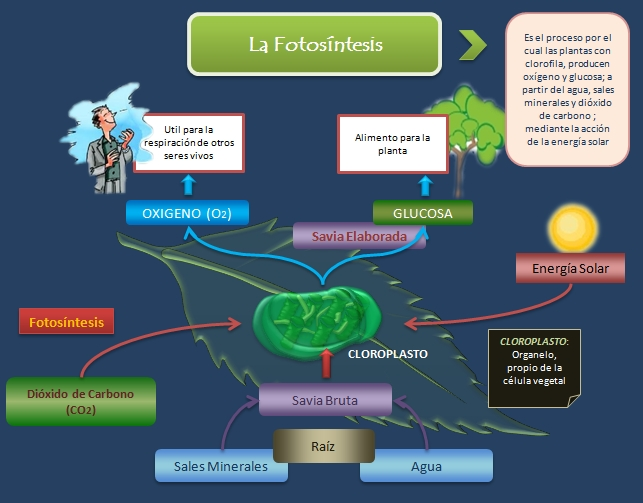 La Fotosíntesis
Es el proceso por el
cual las plantas con
clorofila, producen
oxígeno y glucosa; a
partir del agua, sales
minerales y dióxido
de carbono ;
mediante la acción
de la energía solar
Util para la
respiración de otros
seres vivos
Alimento para la
planta
OXIGENO (O2)
GLUCOSA
Savia Elaborada
Energía Solar
Fotosíntesis
CLOROPLASTO
CLOROPLASTO:
Organelo,
propio de la
célula vegetal
Dióxido de Carbono
(CO2)
Savia Bruta
Raíz
Sales Minerales
Agua